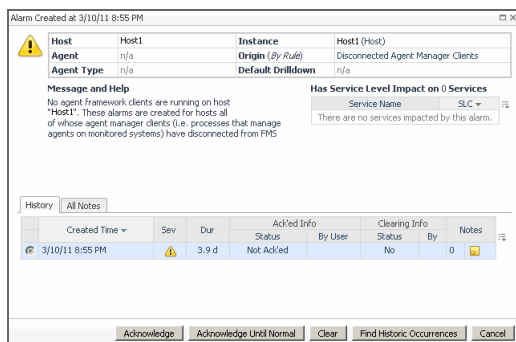 Alarm Created at 3/10/11 8:55 PM
Host Host1 Instance Host1 (Host)
Agent n/a Origin (By Rule) Disconnected Agent Manager Clients
Agent Type n/a Default Drilldown n/a
Message and Help
No agent framework clients are running on host
"Host1". These alarms are created for hosts all
of whose agent manager clients (i.e. processes that manage
agents on monitored systems) have disconnected from FMS
Has Service Level Impact on 0 Services
Service Name SLC
There are no services impacted by this alarm.
History All Notes
Created Time Sev Dur Ack'ed Info Clearing Info Notes
Status By User Status By
3/10/11 8:55 PM 3.9 d Not Ack'ed No 0
Acknowledge Acknowledge Until Normal Clear Find Historic Occurrences Cancel